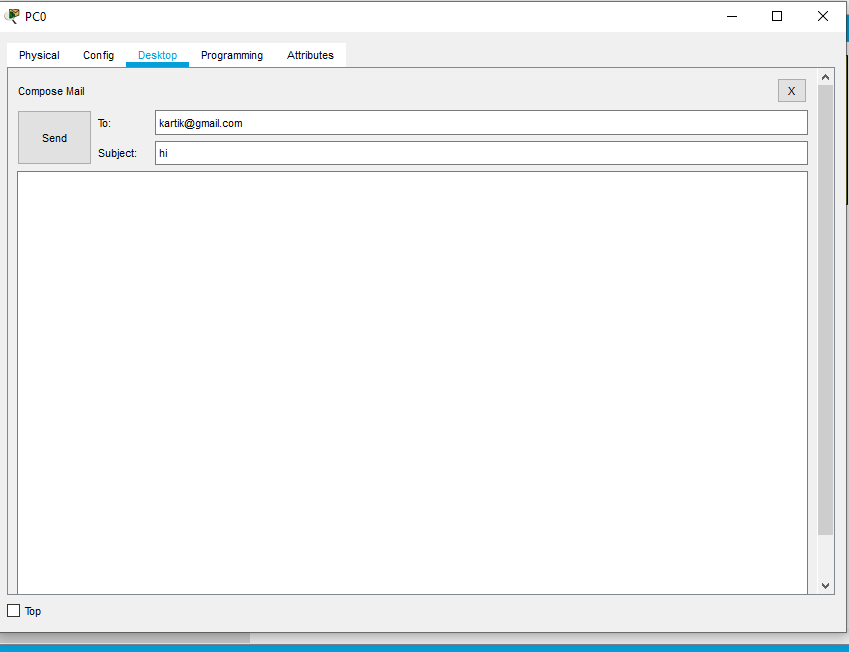 PC0
Physical Config Desktop Programming Attributes
Compose Mail
X
Send
To: kartik@gmail.com
Subject: hi
Top